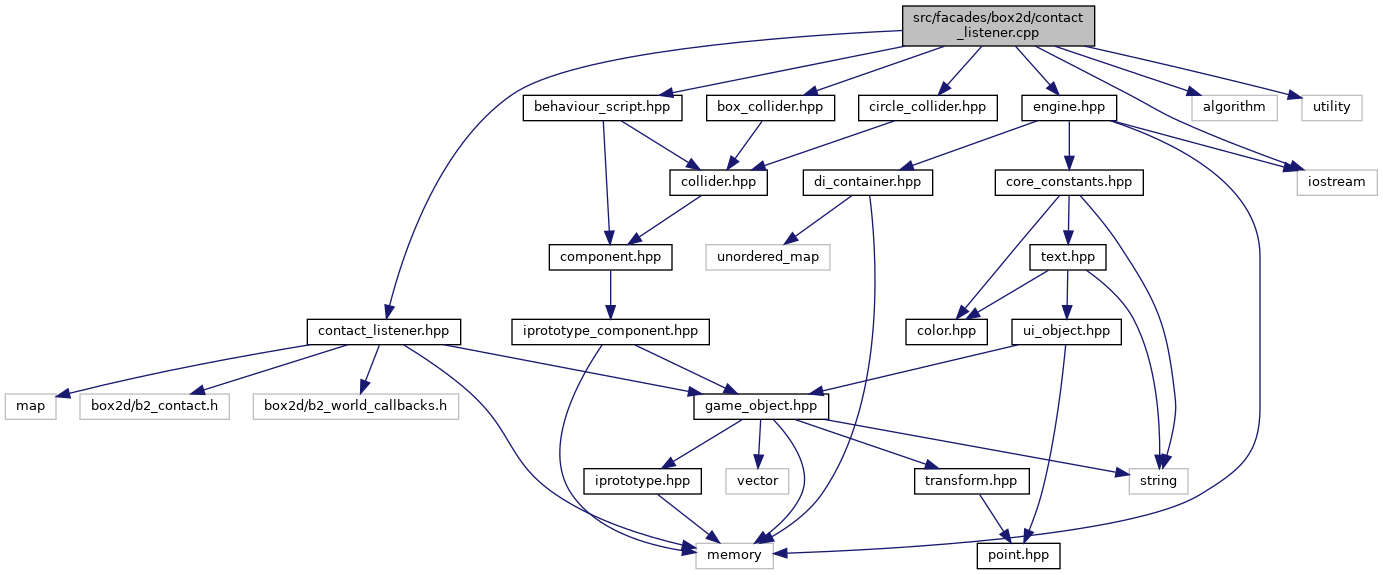 src/facades/box2d/contact
_listener.cpp
behaviour_script.hpp
box_collider.hpp
circle_collider.hpp
engine.hpp
algorithm
utility
collider.hpp
di_container.hpp
core_constants.hpp
iostream
component.hpp
unordered_map
text.hpp
contact_listener.hpp
iprototype_component.hpp
color.hpp
ui_object.hpp
map
box2d/b2_contact.h
box2d/b2_world_callbacks.h
game_object.hpp
iprototype.hpp
vector
transform.hpp
string
memory
point.hpp